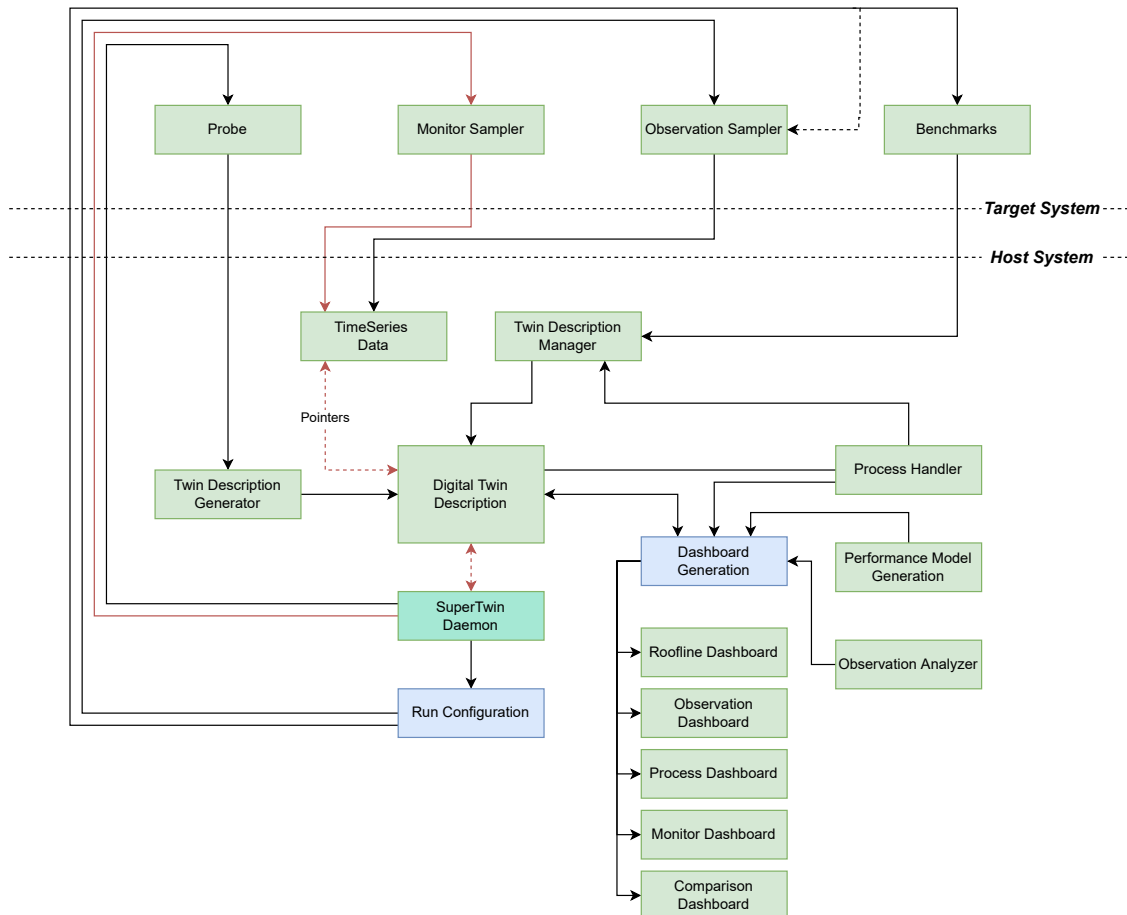 Probe
Monitor Sampler
Observation Sampler
Benchmarks
Target System
Host System
TimeSeries
Data
Twin Description
Manager
Pointers
Twin Description
Generator
Digital Twin
Description
Process Handler
Dashboard
Generation
Performance Model
Generation
SuperTwin
Daemon
Roofline Dashboard
Observation Analyzer
Run Configuration
Observation
Dashboard
Process Dashboard
Monitor Dashboard
Comparison
Dashboard